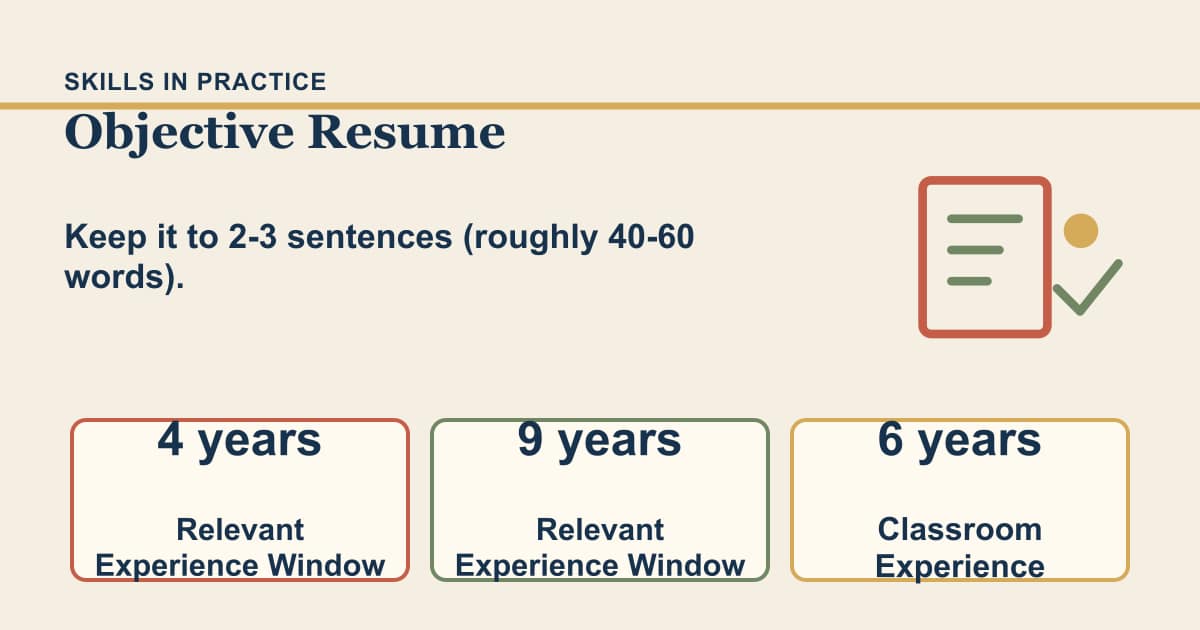 SKILLS IN PRACTICE
Objective Resume
Keep it to 2-3 sentences (roughly 40-60
words).
4 years
Relevant
Experience Window
9 years
Relevant
Experience Window
6 years
Classroom
Experience